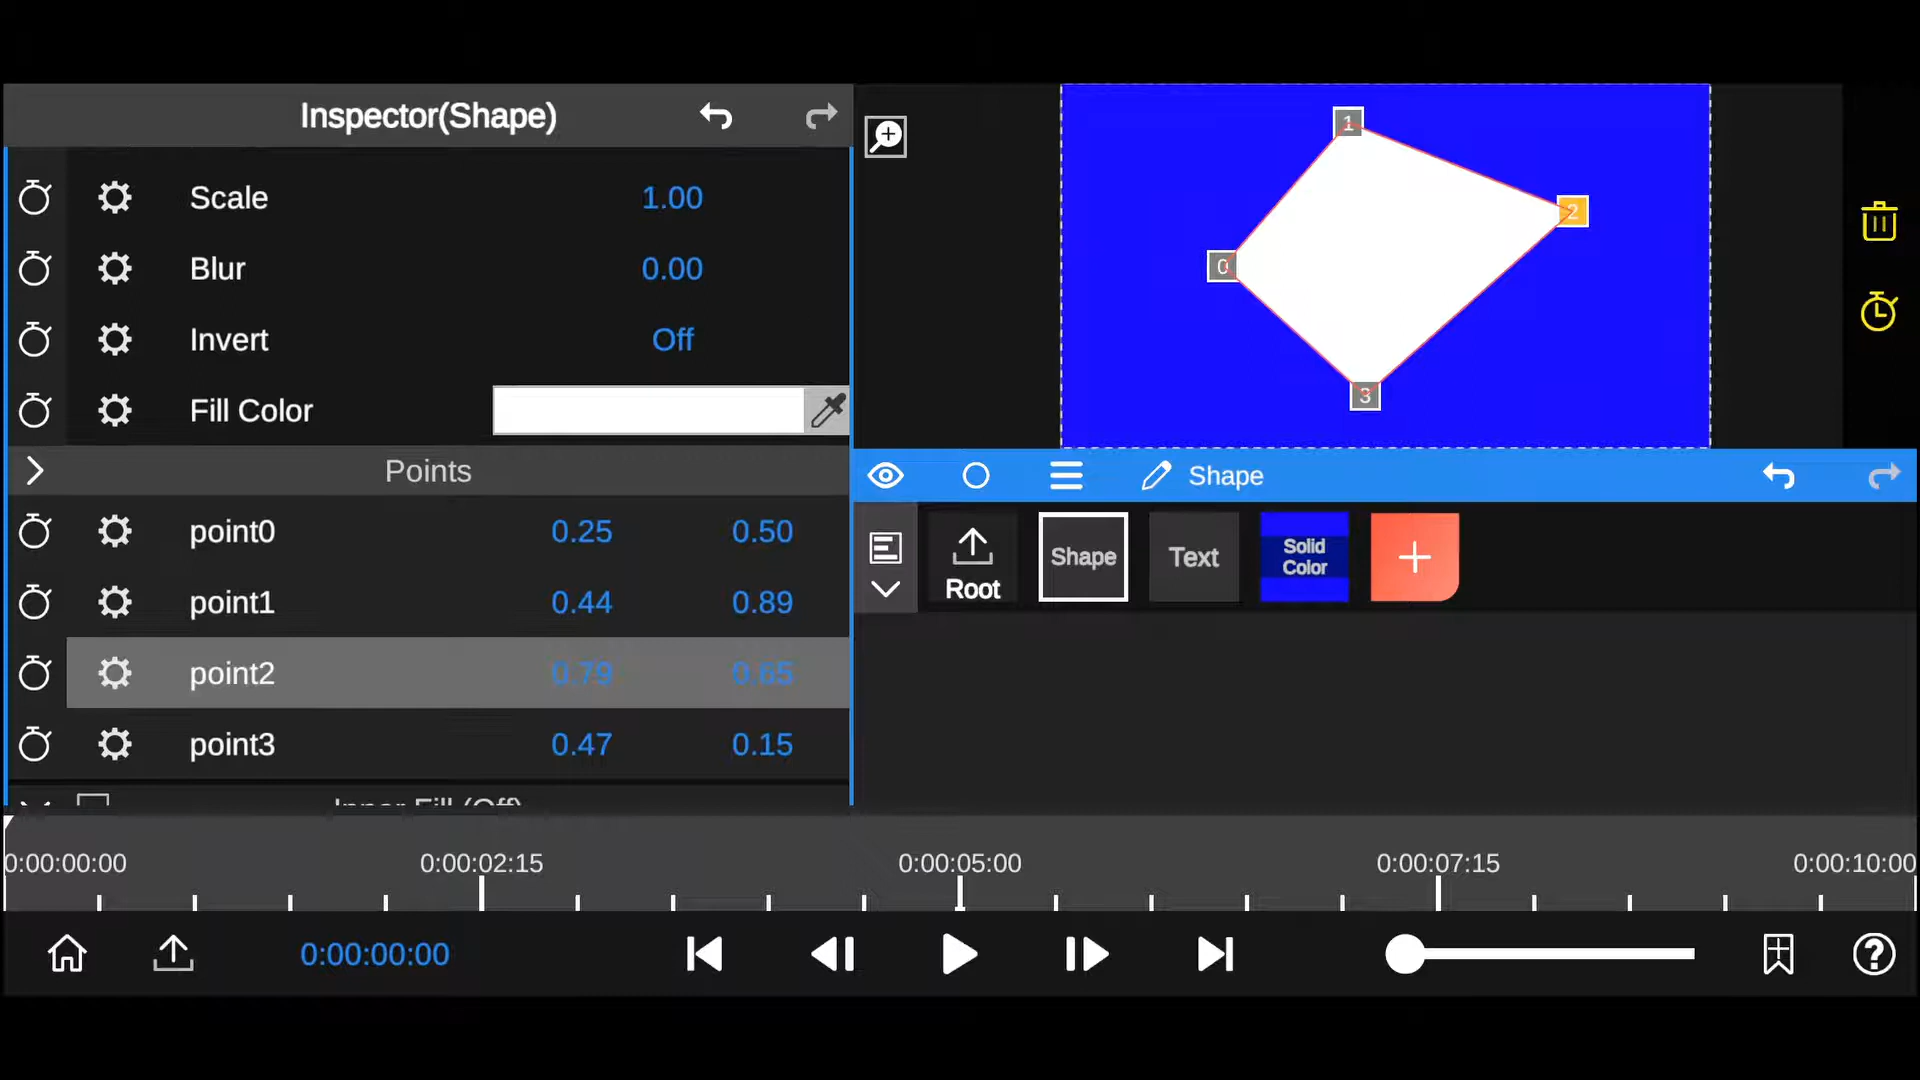 Inspector(Shape)
Scale 1.00
Blur 0.00
Invert Off
Fill Color
Points
point0 0.25 0.50
point1 0.44 0.89
point2 0.79 0.65
point3 0.47 0.15
Inner Fill (Off)
1
2
0
3
Shape
Root
Shape
Text
Solid
Color
0:00:00:00 0:00:02:15 0:00:05:00 0:00:07:15 0:00:10:00
0:00:00:00